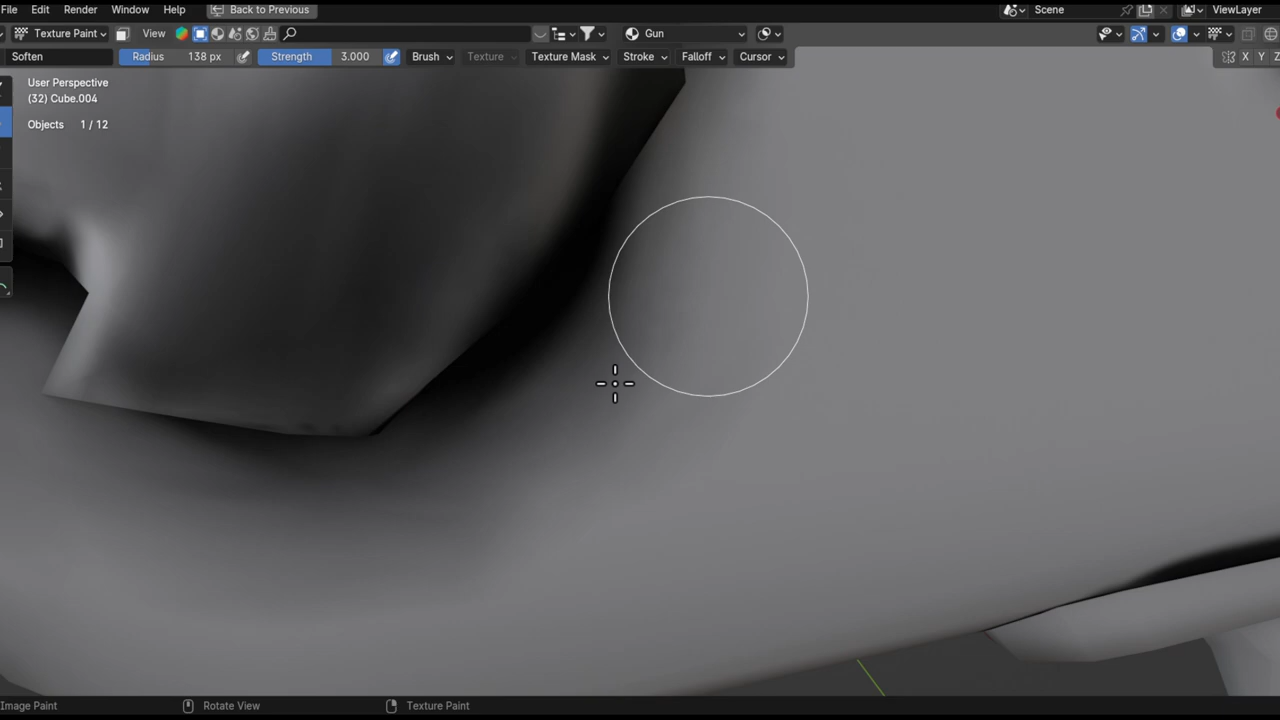 File Edit Render Window Help Back to Previous Scene ViewLayer
Texture Paint View Gun
Soften Radius 138 px Strength 3.000 Brush Texture Texture Mask Stroke Falloff Cursor X Y Z
User Perspective
(32) Cube.004
Objects 1 / 12
Image Paint Rotate View Texture Paint